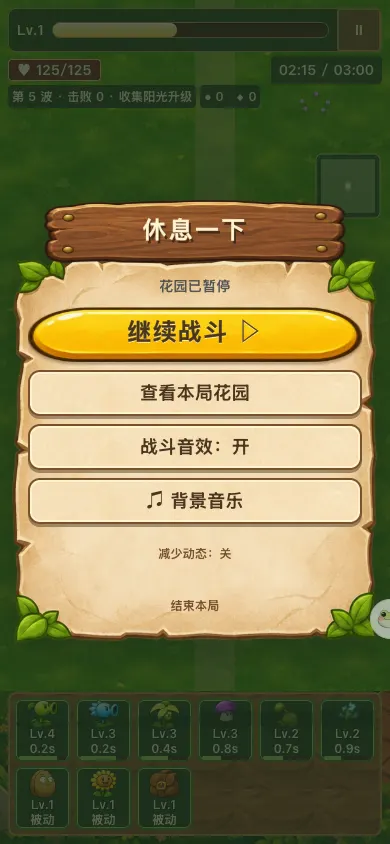 Lv.1
125/125
02:15 / 03:00
第 5 波 · 击败 0 · 收集阳光升级
0 0
休息一下
花园已暂停
继续战斗
查看本局花园
战斗音效：开
背景音乐
减少动态：关
结束本局
Lv.4 Lv.3 Lv.3 Lv.3 Lv.2 Lv.2
0.2s 0.2s 0.4s 0.8s 0.7s 0.9s
Lv.1 Lv.1 Lv.1
被动 被动 被动